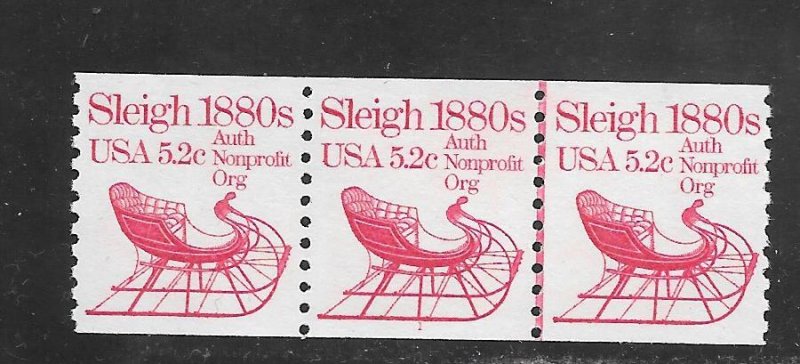 Sleigh 1880s
USA 5.2c Auth
Nonprofit
Org
Sleigh 1880s
USA 5.2c Auth
Nonprofit
Org
Sleigh 1880s
USA 5.2c Auth
Nonprofit
Org